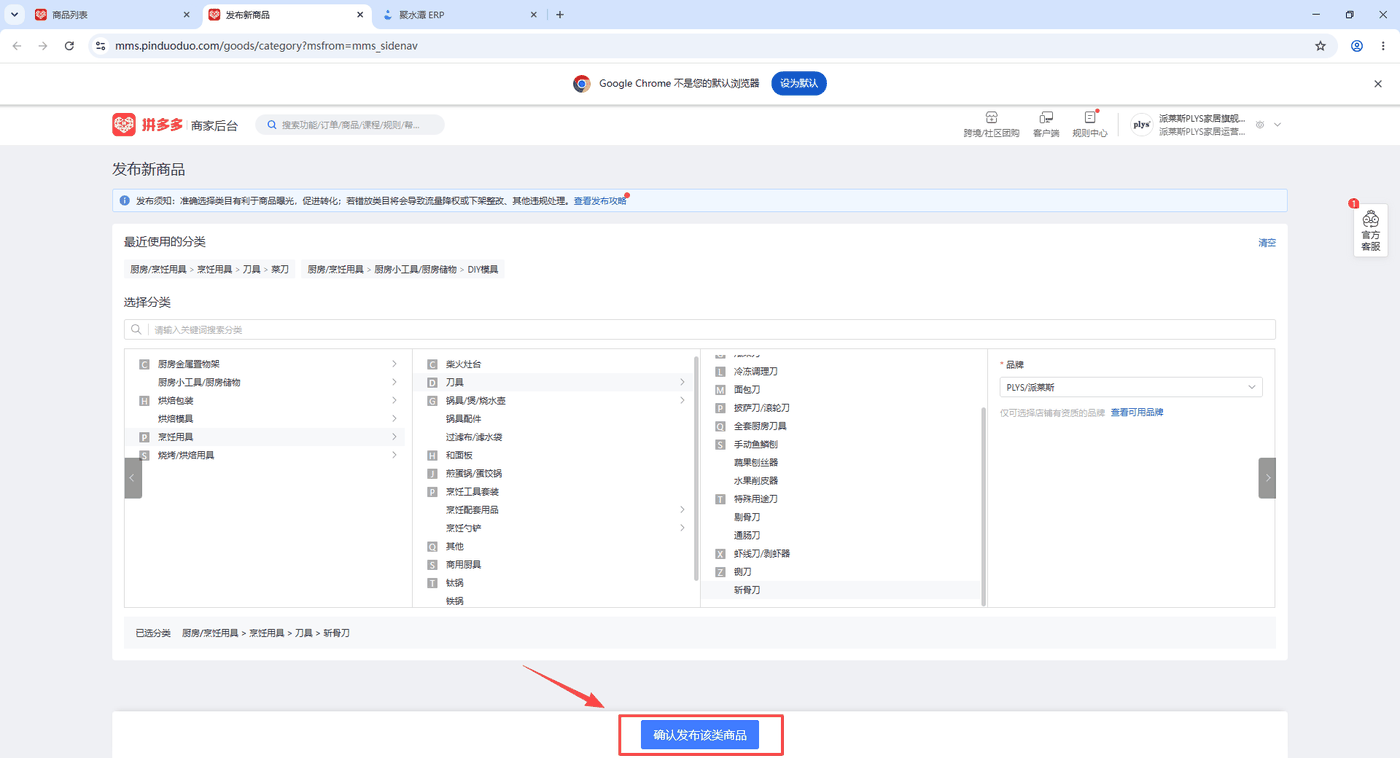 商品列表
发布新商品
聚水潭 ERP
mms.pinduoduo.com/goods/category?msfrom=mms_sidenav
Google Chrome 不是您的默认浏览器
设为默认
拼多多 商家后台
搜索功能/订单/商品/课程/规则/帮...
跨境/社区团购
客户端
规则中心
plys
派莱斯PLYS家居旗舰...
派莱斯PLYS家居运营...
发布新商品
发布须知：准确选择类目有利于商品曝光，促进转化；若错放类目将会导致流量降权或下架整改、其他违规处理。查看发布攻略
1
官方
客服
最近使用的分类
清空
厨房/烹饪用具 > 烹饪用具 > 刀具 > 菜刀
厨房/烹饪用具 > 厨房小工具/厨房储物 > DIY模具
选择分类
请输入关键词搜索分类
C 厨房金属置物架
厨房小工具/厨房储物
H 烘焙包装
烘焙模具
P 烹饪用具
S 烧烤/烘焙用具
C 柴火灶台
D 刀具
G 锅具/煲/烧水壶
锅具配件
过滤布/滤水袋
H 和面板
J 煎蛋锅/蛋饺锅
P 烹饪工具套装
烹饪配套用品
烹饪勺铲
Q 其他
S 商用厨具
T 钛锅
铁锅
L 冷冻调理刀
M 面包刀
P 披萨刀/滚轮刀
Q 全套厨房刀具
S 手动鱼鳞刨
蔬果刨丝器
水果削皮器
T 特殊用途刀
剔骨刀
通肠刀
X 虾线刀/剥虾器
Z 铡刀
斩骨刀
* 品牌
PLYS/派莱斯
仅可选择店铺有资质的品牌 查看可用品牌
已选分类 厨房/烹饪用具 > 烹饪用具 > 刀具 > 斩骨刀
确认发布该类商品